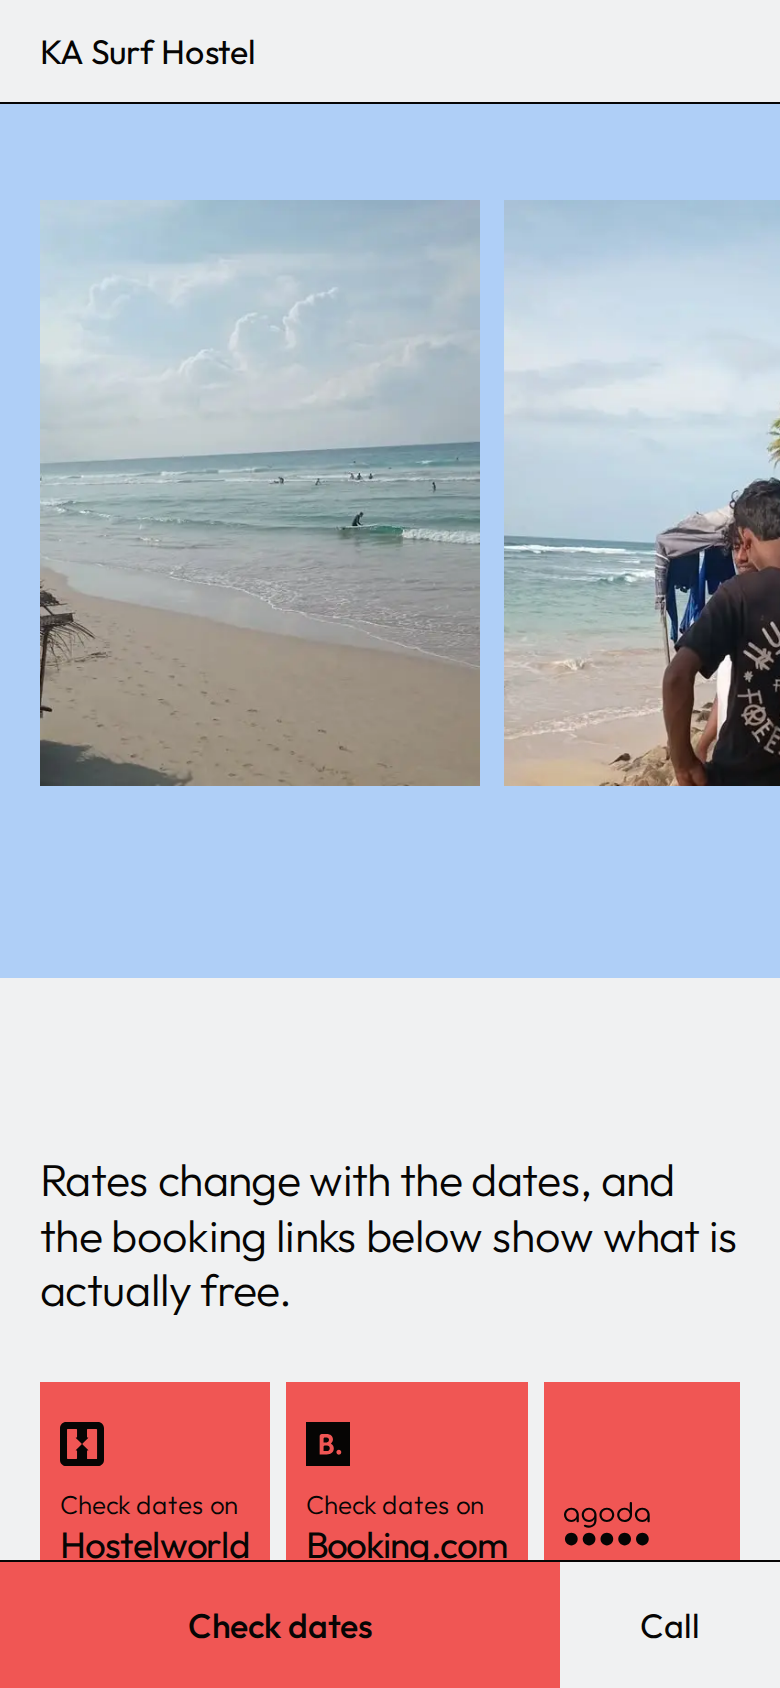 KA Surf Hostel
Rates change with the dates, and
the booking links below show what is
actually free.
B.
Check dates on
Hostelworld
Check dates on
Booking.com
agoda
Check dates
Call